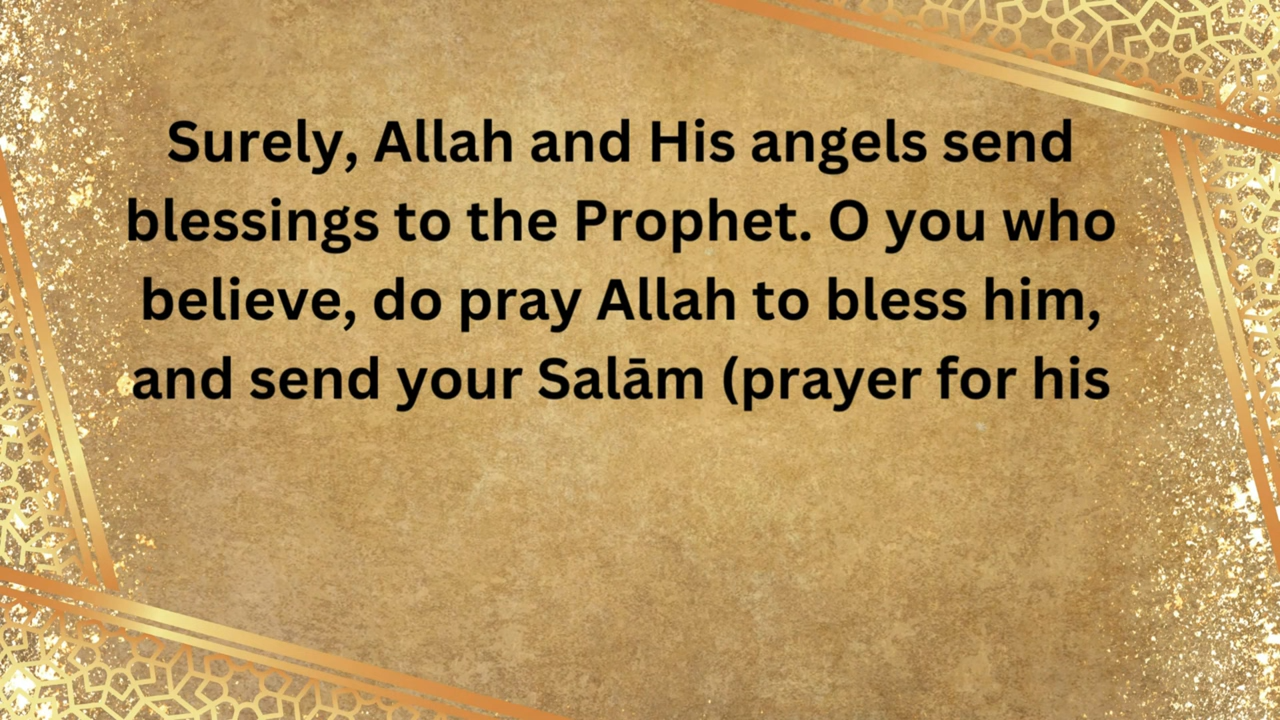 Surely, Allah and His angels send
blessings to the Prophet. O you who
believe, do pray Allah to bless him,
and send your Salām (prayer for his